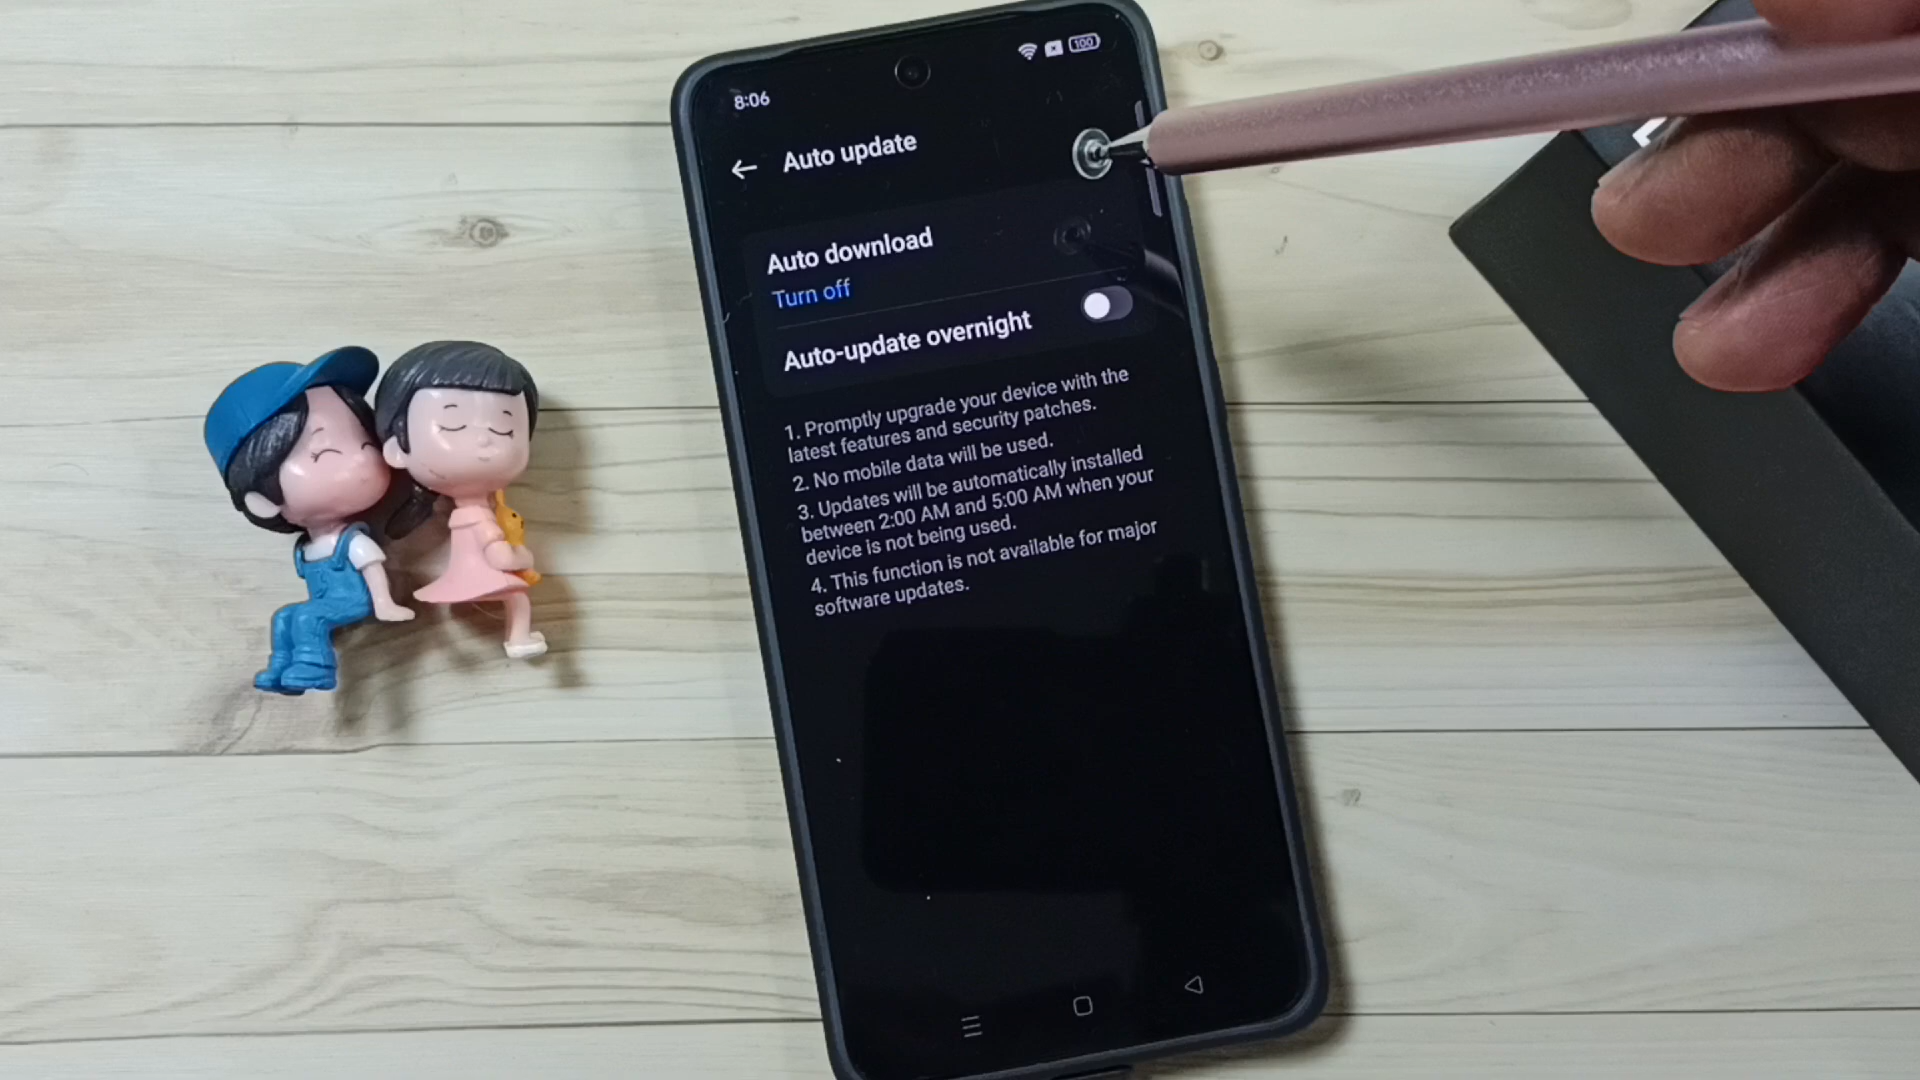 8:06
100
Auto update
Auto download
Turn off
Auto-update overnight
1. Promptly upgrade your device with the
latest features and security patches.
2. No mobile data will be used.
3. Updates will be automatically installed
between 2:00 AM and 5:00 AM when your
device is not being used.
4. This function is not available for major
software updates.